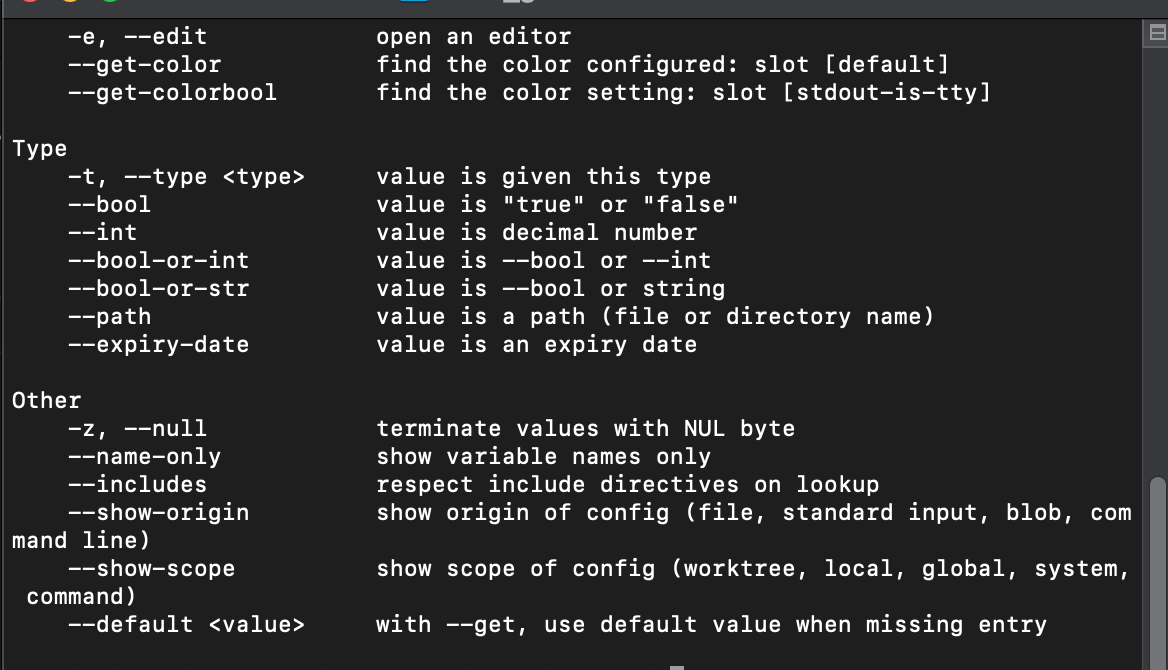 -e, --edit open an editor
--get-color find the color configured: slot [default]
--get-colorbool find the color setting: slot [stdout-is-tty]
Type
-t, --type <type> value is given this type
--bool value is "true" or "false"
--int value is decimal number
--bool-or-int value is --bool or --int
--bool-or-str value is --bool or string
--path value is a path (file or directory name)
--expiry-date value is an expiry date
Other
-z, --null terminate values with NUL byte
--name-only show variable names only
--includes respect include directives on lookup
--show-origin show origin of config (file, standard input, blob, com
mand line)
--show-scope show scope of config (worktree, local, global, system,
command)
--default <value> with --get, use default value when missing entry